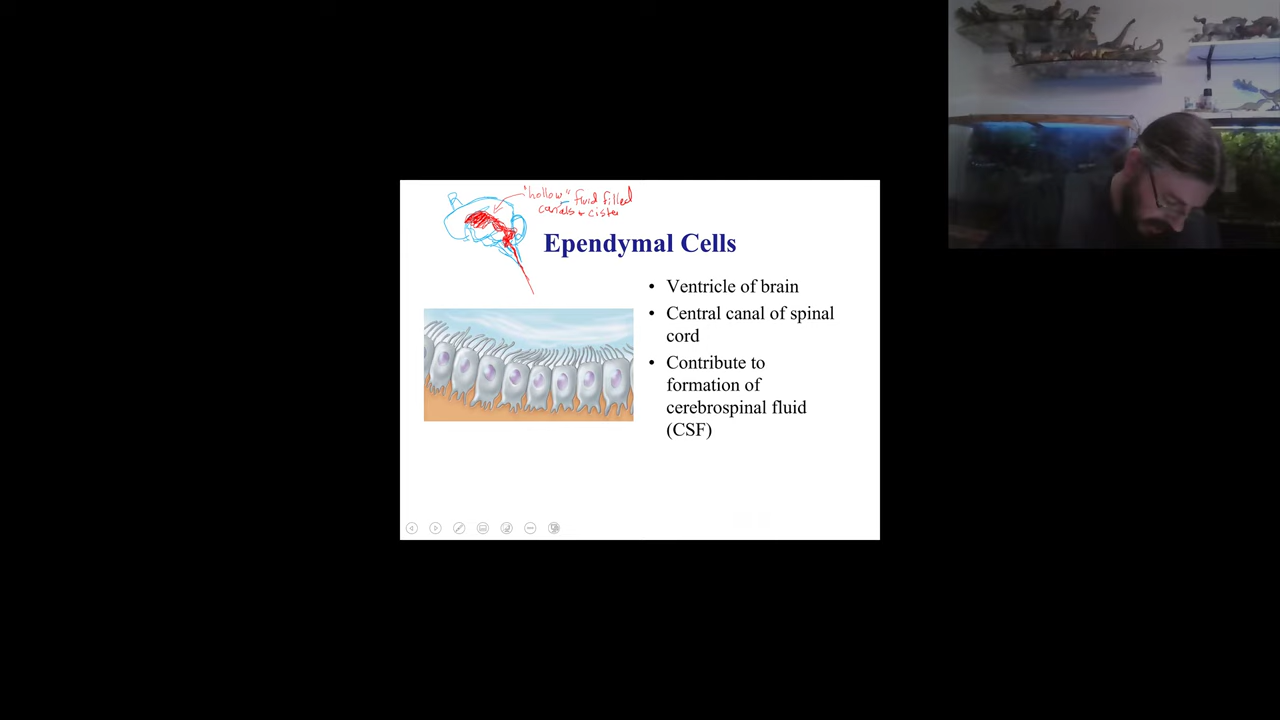 "hollow" fluid filled
canals + ciste
Ependymal Cells
• Ventricle of brain
• Central canal of spinal
cord
• Contribute to
formation of
cerebrospinal fluid
(CSF)